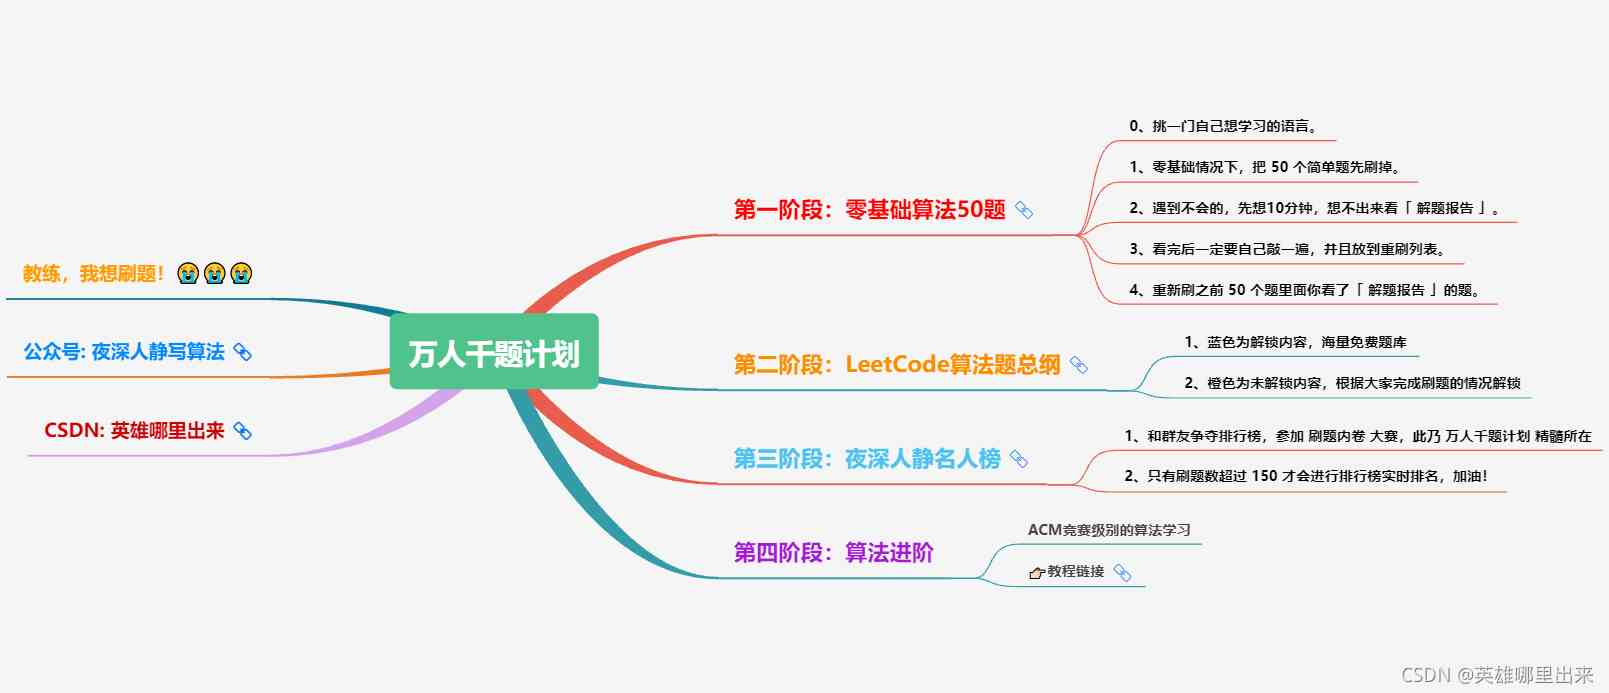 教练，我想刷题！😭😭😭
公众号: 夜深人静写算法
CSDN: 英雄哪里出来
万人千题计划
第一阶段：零基础算法50题
0、挑一门自己想学习的语言。
1、零基础情况下，把 50 个简单题先刷掉。
2、遇到不会的，先想10分钟，想不出来看「 解题报告 」。
3、看完后一定要自己敲一遍，并且放到重刷列表。
4、重新刷之前 50 个题里面你看了「 解题报告 」的题。
第二阶段：LeetCode算法题总纲
1、蓝色为解锁内容，海量免费题库
2、橙色为未解锁内容，根据大家完成刷题的情况解锁
第三阶段：夜深人静名人榜
1、和群友争夺排行榜，参加 刷题内卷 大赛，此乃 万人千题计划 精髓所在
2、只有刷题数超过 150 才会进行排行榜实时排名，加油！
第四阶段：算法进阶
ACM竞赛级别的算法学习
👉教程链接
CSDN @英雄哪里出来